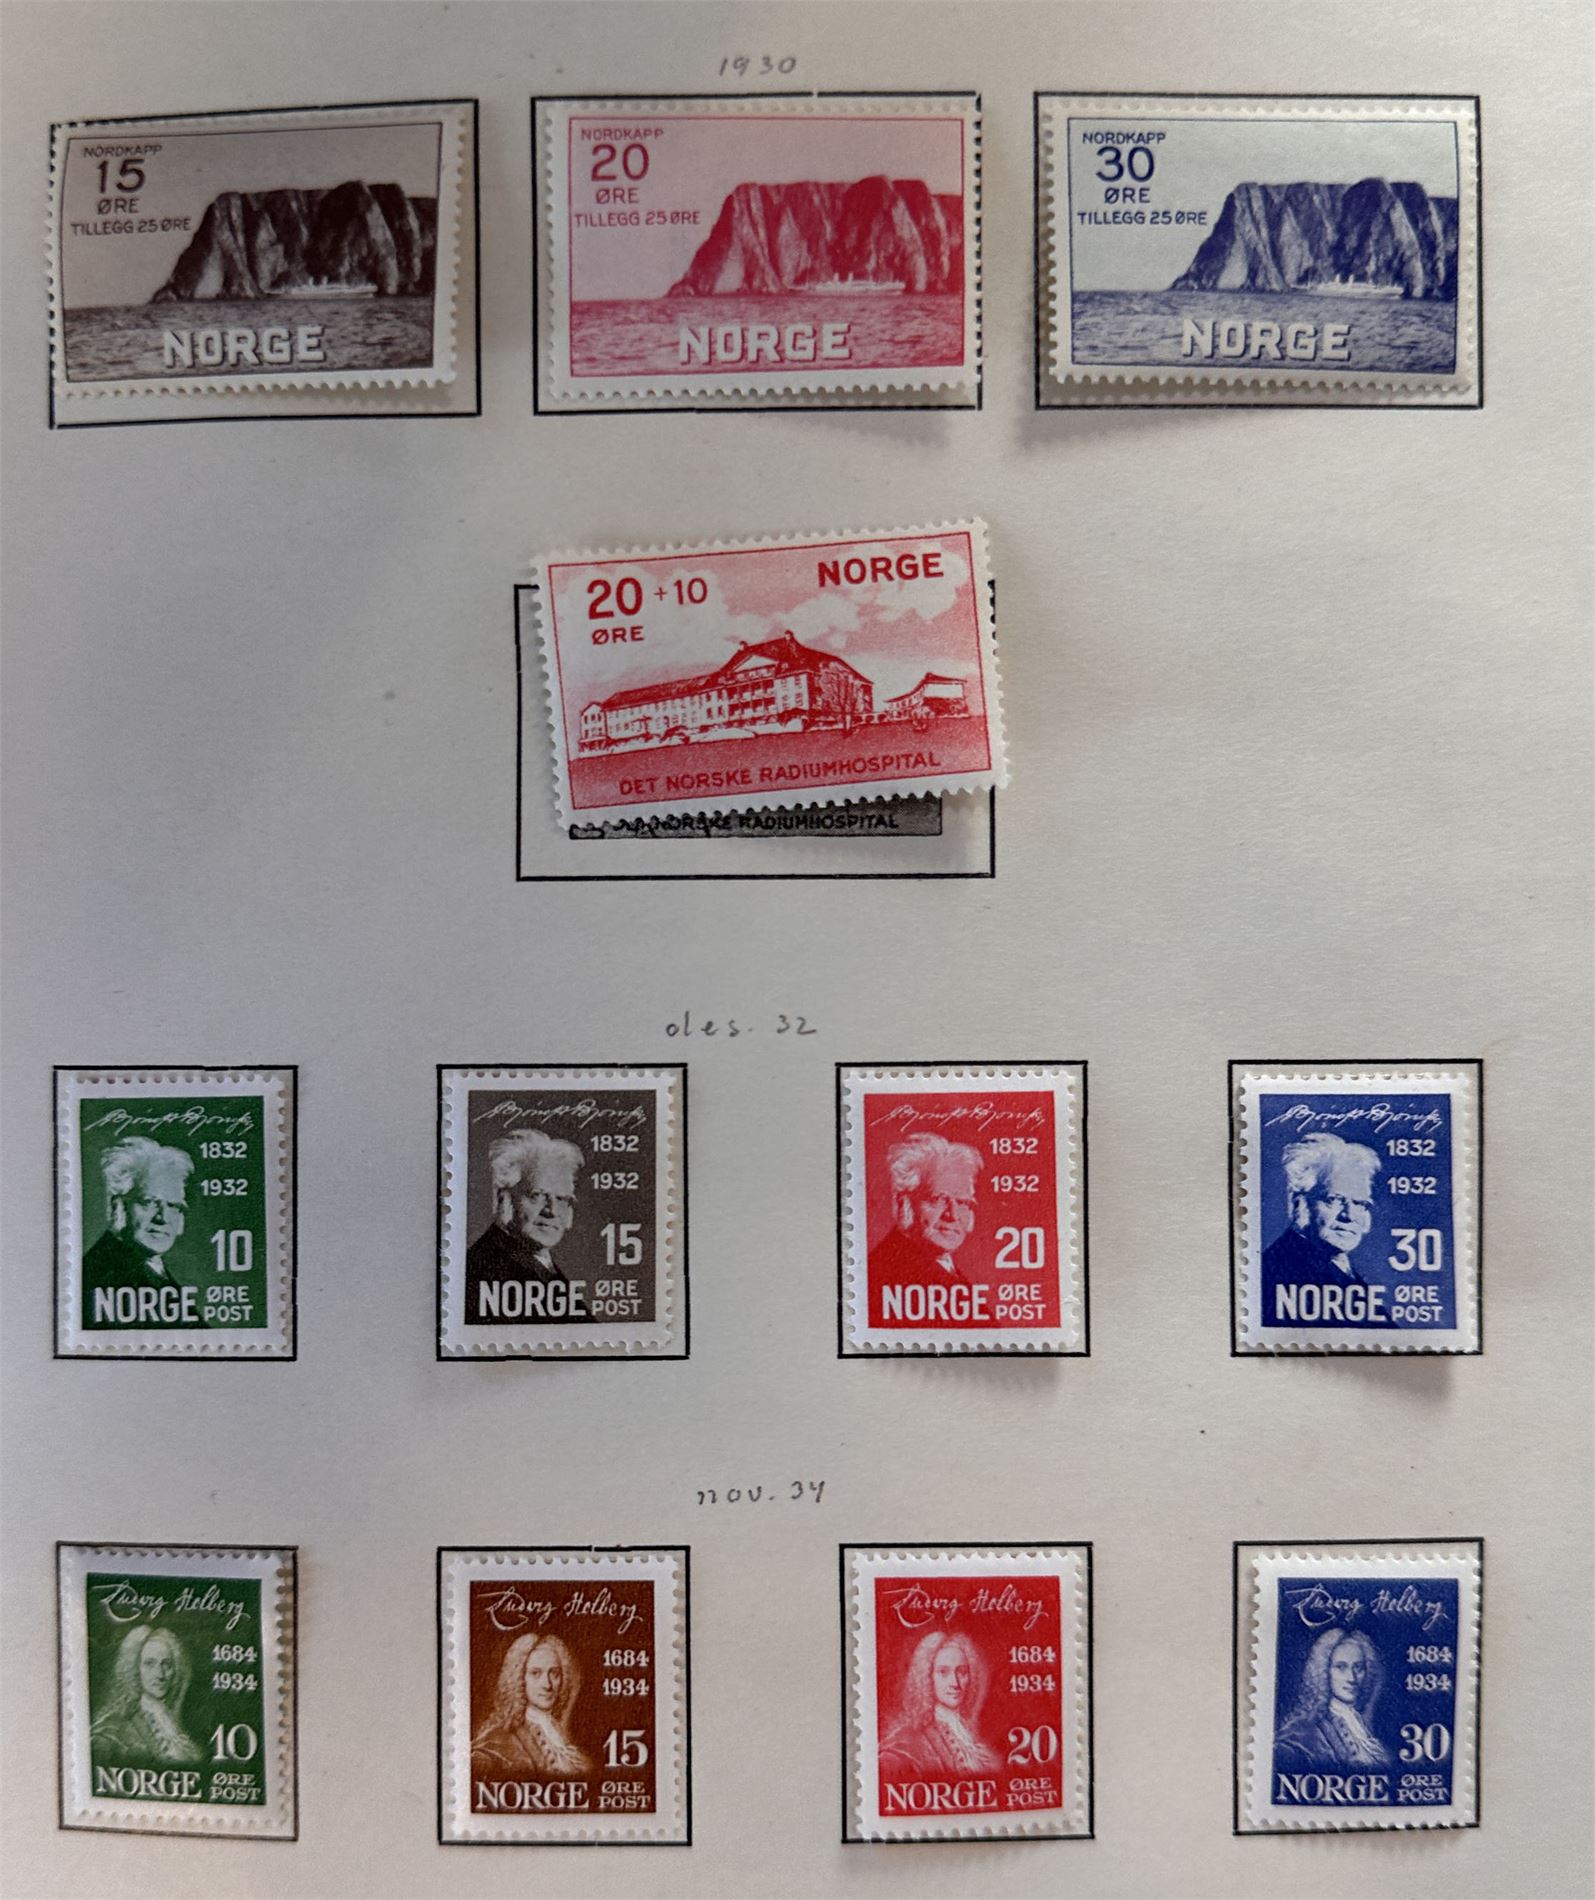 1930
NORDKAPP
15
ØRE
TILLEGG 25 ØRE
NORGE
NORDKAPP
20
ØRE
TILLEGG 25 ØRE
NORGE
NORDKAPP
30
ØRE
TILLEGG 25 ØRE
NORGE
20 +10
ØRE
NORGE
DET NORSKE RADIUMHOSPITAL
NORSKE RADIUMHOSPITAL
des. 32
1832
1932
10
NORGE ØRE
POST
1832
1932
15
NORGE ØRE
POST
1832
1932
20
NORGE ØRE
POST
1832
1932
30
NORGE ØRE
POST
nov. 34
Ludvig Holberg
1684
1934
10
NORGE ØRE
POST
Ludvig Holberg
1684
1934
15
NORGE ØRE
POST
Ludvig Holberg
1684
1934
20
NORGE ØRE
POST
Ludvig Holberg
1684
1934
30
NORGE ØRE
POST